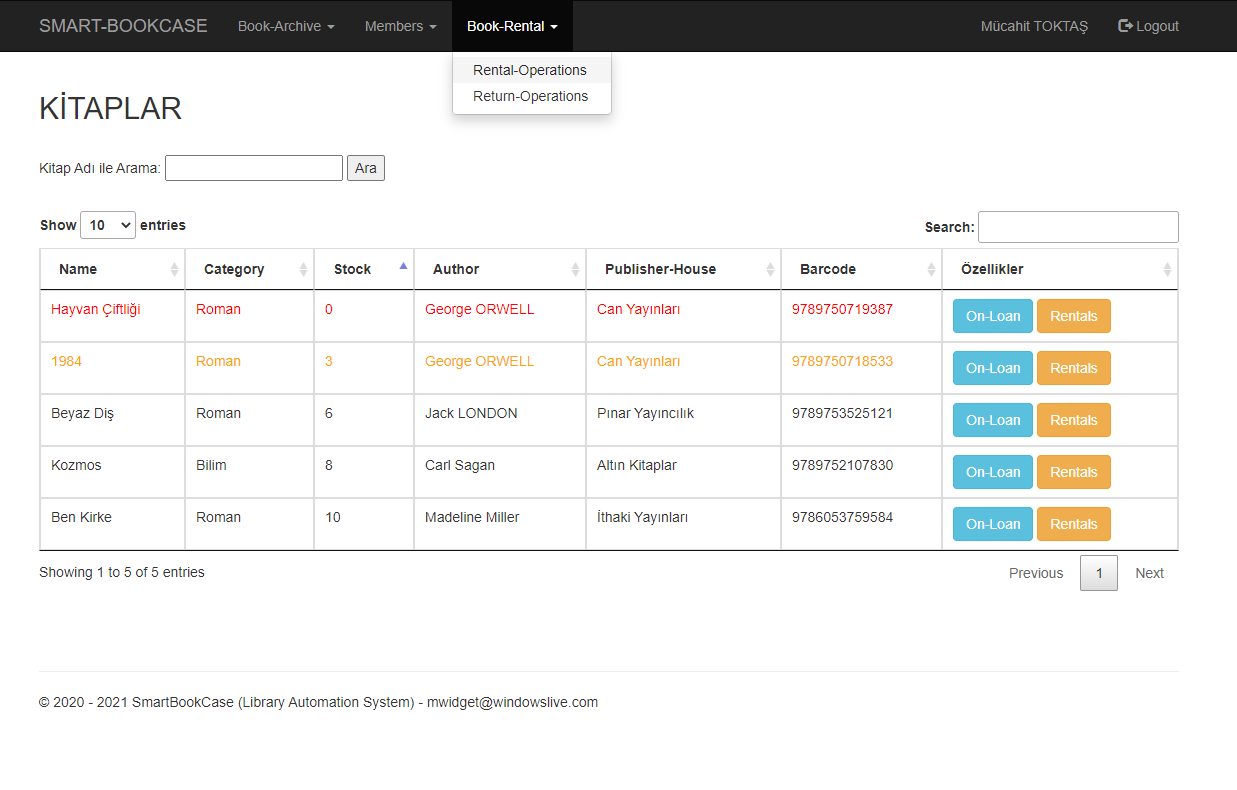 SMART-BOOKCASE Book-Archive Members Book-Rental Mücahit TOKTAŞ Logout
Rental-Operations
Return-Operations
KİTAPLAR
Kitap Adı ile Arama: Ara
Show 10 entries Search:
Name Category Stock Author Publisher-House Barcode Özellikler
Hayvan Çiftliği Roman 0 George ORWELL Can Yayınları 9789750719387 On-Loan Rentals
1984 Roman 3 George ORWELL Can Yayınları 9789750718533 On-Loan Rentals
Beyaz Diş Roman 6 Jack LONDON Pınar Yayıncılık 9789753525121 On-Loan Rentals
Kozmos Bilim 8 Carl Sagan Altın Kitaplar 9789752107830 On-Loan Rentals
Ben Kirke Roman 10 Madeline Miller İthaki Yayınları 9786053759584 On-Loan Rentals
Showing 1 to 5 of 5 entries Previous 1 Next
© 2020 - 2021 SmartBookCase (Library Automation System) - mwidget@windowslive.com